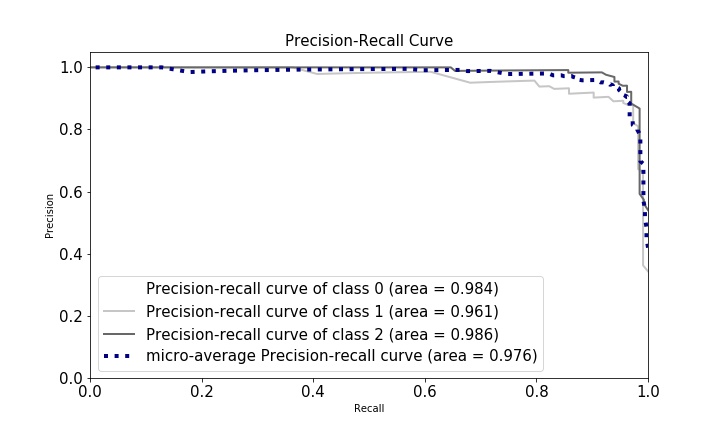 Precision-Recall Curve
1.0
0.8
0.6
0.4
0.2
0.0
Precision
Precision-recall curve of class 0 (area = 0.984)
Precision-recall curve of class 1 (area = 0.961)
Precision-recall curve of class 2 (area = 0.986)
micro-average Precision-recall curve (area = 0.976)
0.0 0.2 0.4 0.6 0.8 1.0
Recall